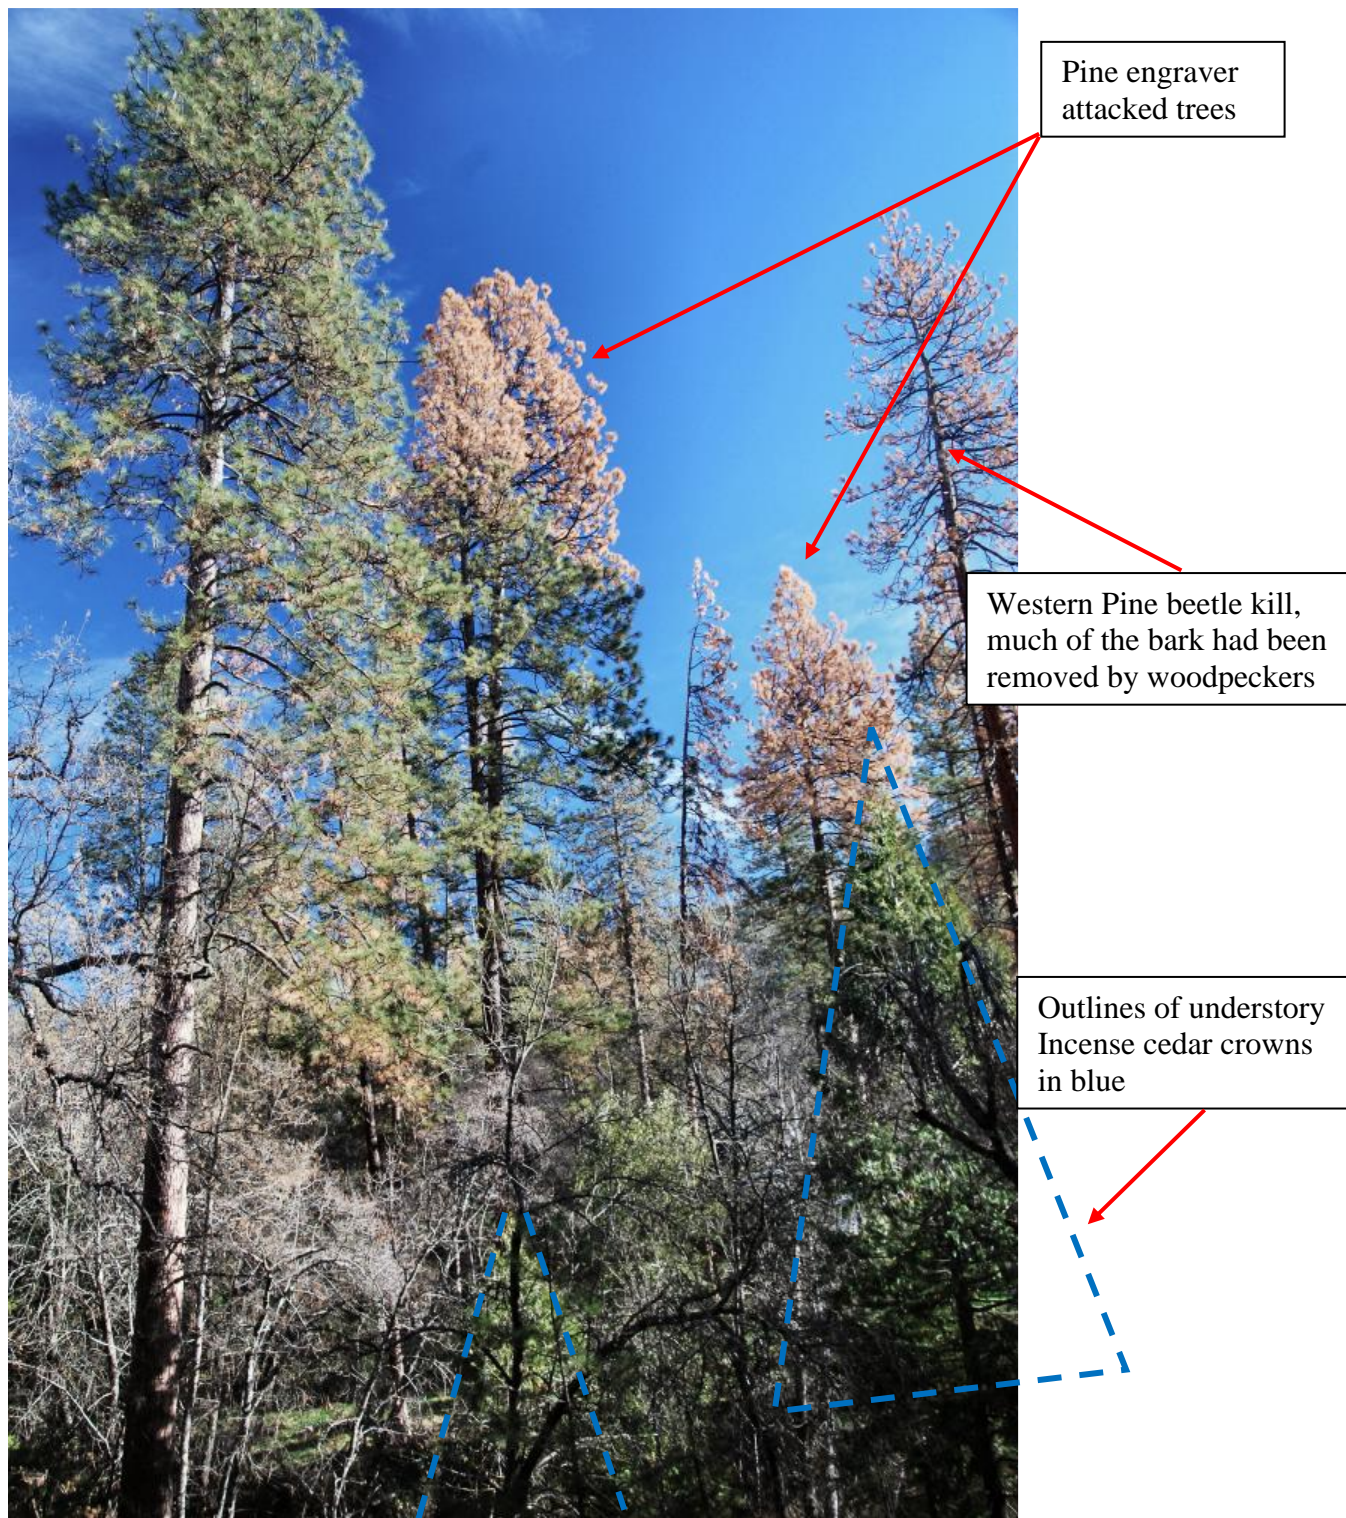 Pine engraver
attacked trees
Western Pine beetle kill,
much of the bark had been
removed by woodpeckers
Outlines of understory
Incense cedar crowns
in blue